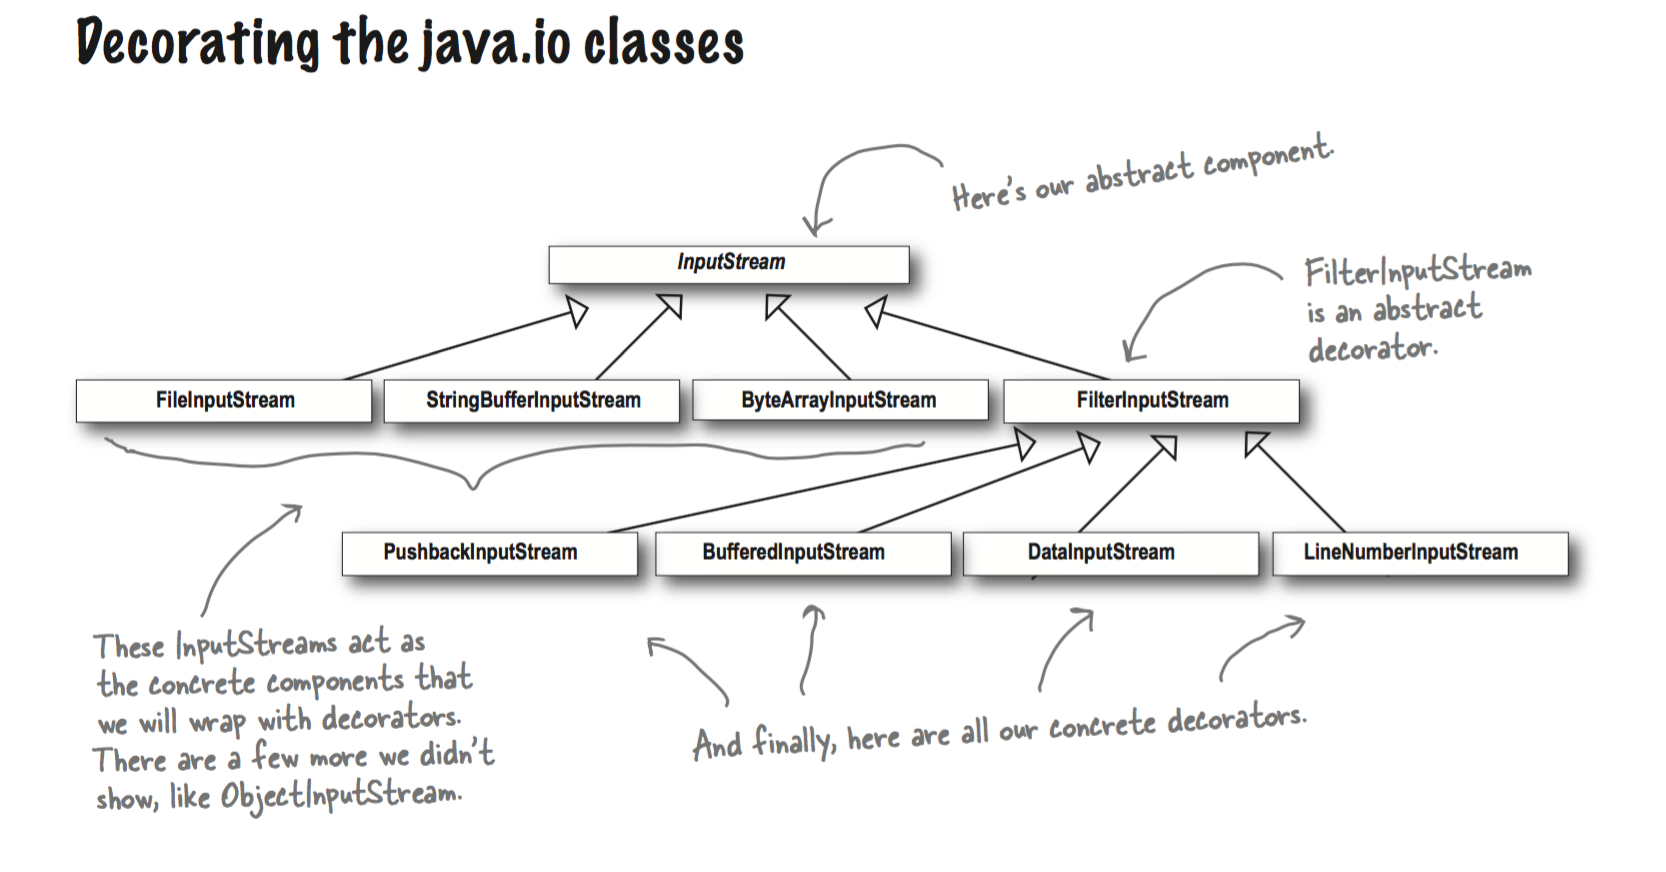 Decorating the java.io classes
Here's our abstract component.
InputStream
FilterInputStream
is an abstract
decorator.
FileInputStream
StringBufferInputStream
ByteArrayInputStream
FilterInputStream
PushbackInputStream
BufferedInputStream
DataInputStream
LineNumberInputStream
These InputStreams act as
the concrete components that
we will wrap with decorators.
There are a few more we didn't
show, like ObjectInputStream.
And finally, here are all our concrete decorators.